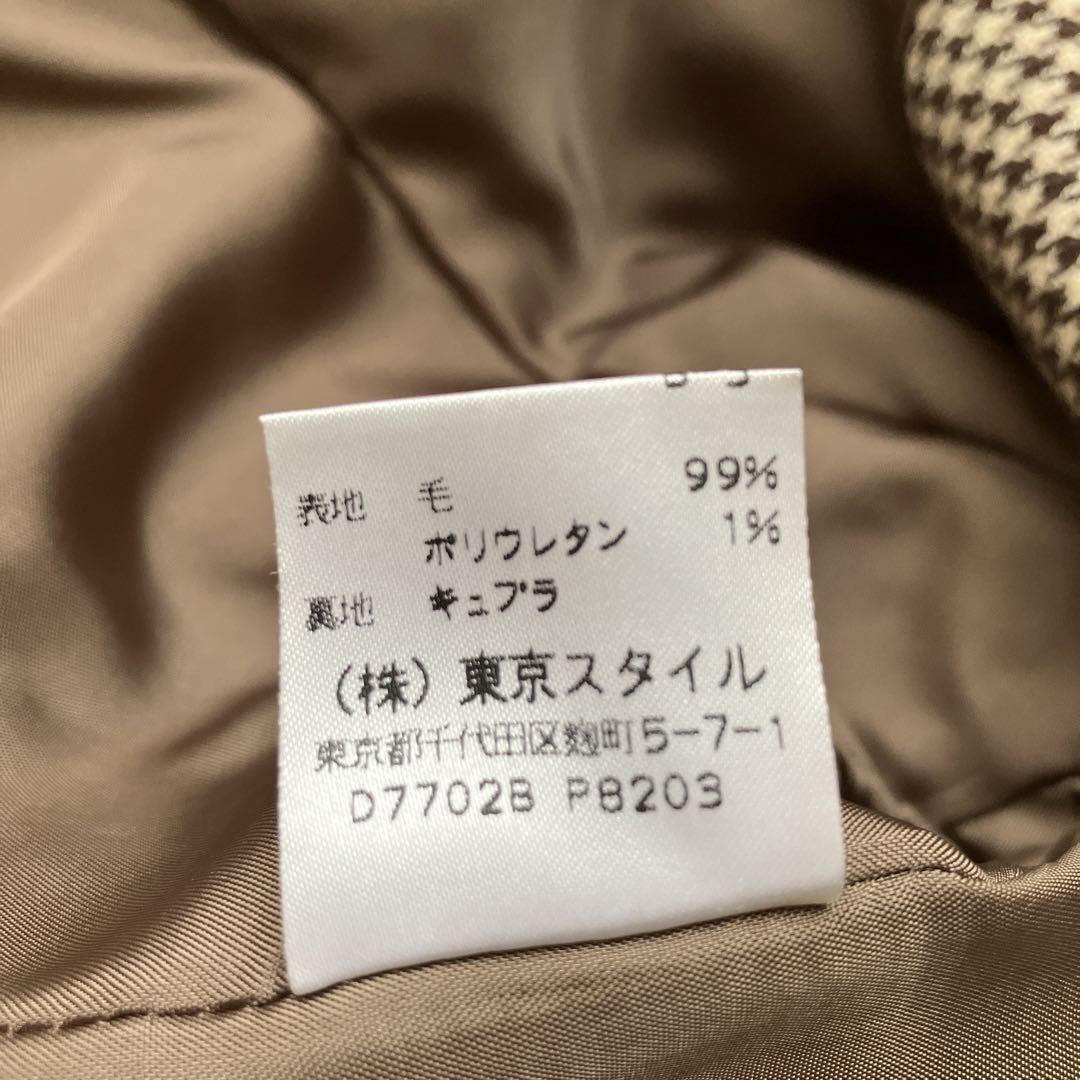 表地 毛 99%
ポリウレタン 1%
裏地 キュプラ
(株) 東京スタイル
東京都千代田区麹町5-7-1
D7702B P8203